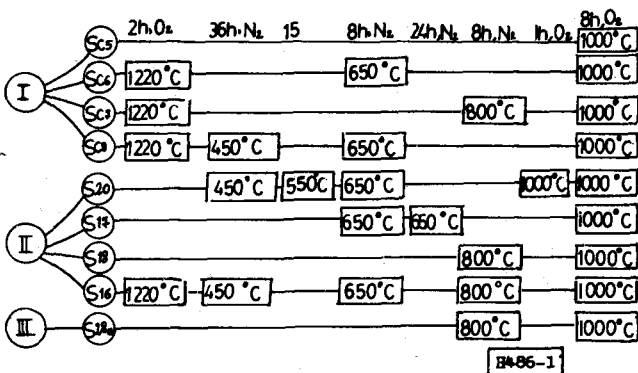 2h,O₂ 36h,N₂ 15 8h,N₂ 24h,N₂ 8h,N₂ 1h,O₂ 8h,O₂
I
SC5 1000°C
SC6 1220°C 650°C 1000°C
SC7 1220°C 800°C 1000°C
SC8 1220°C 450°C 650°C 1000°C
II
S20 450°C 550°C 650°C 1000°C 1000°C
S17 650°C 650°C 1000°C
S18 800°C 1000°C
S16 1220°C 450°C 650°C 800°C 1000°C
III 800°C 1000°C
H486-1